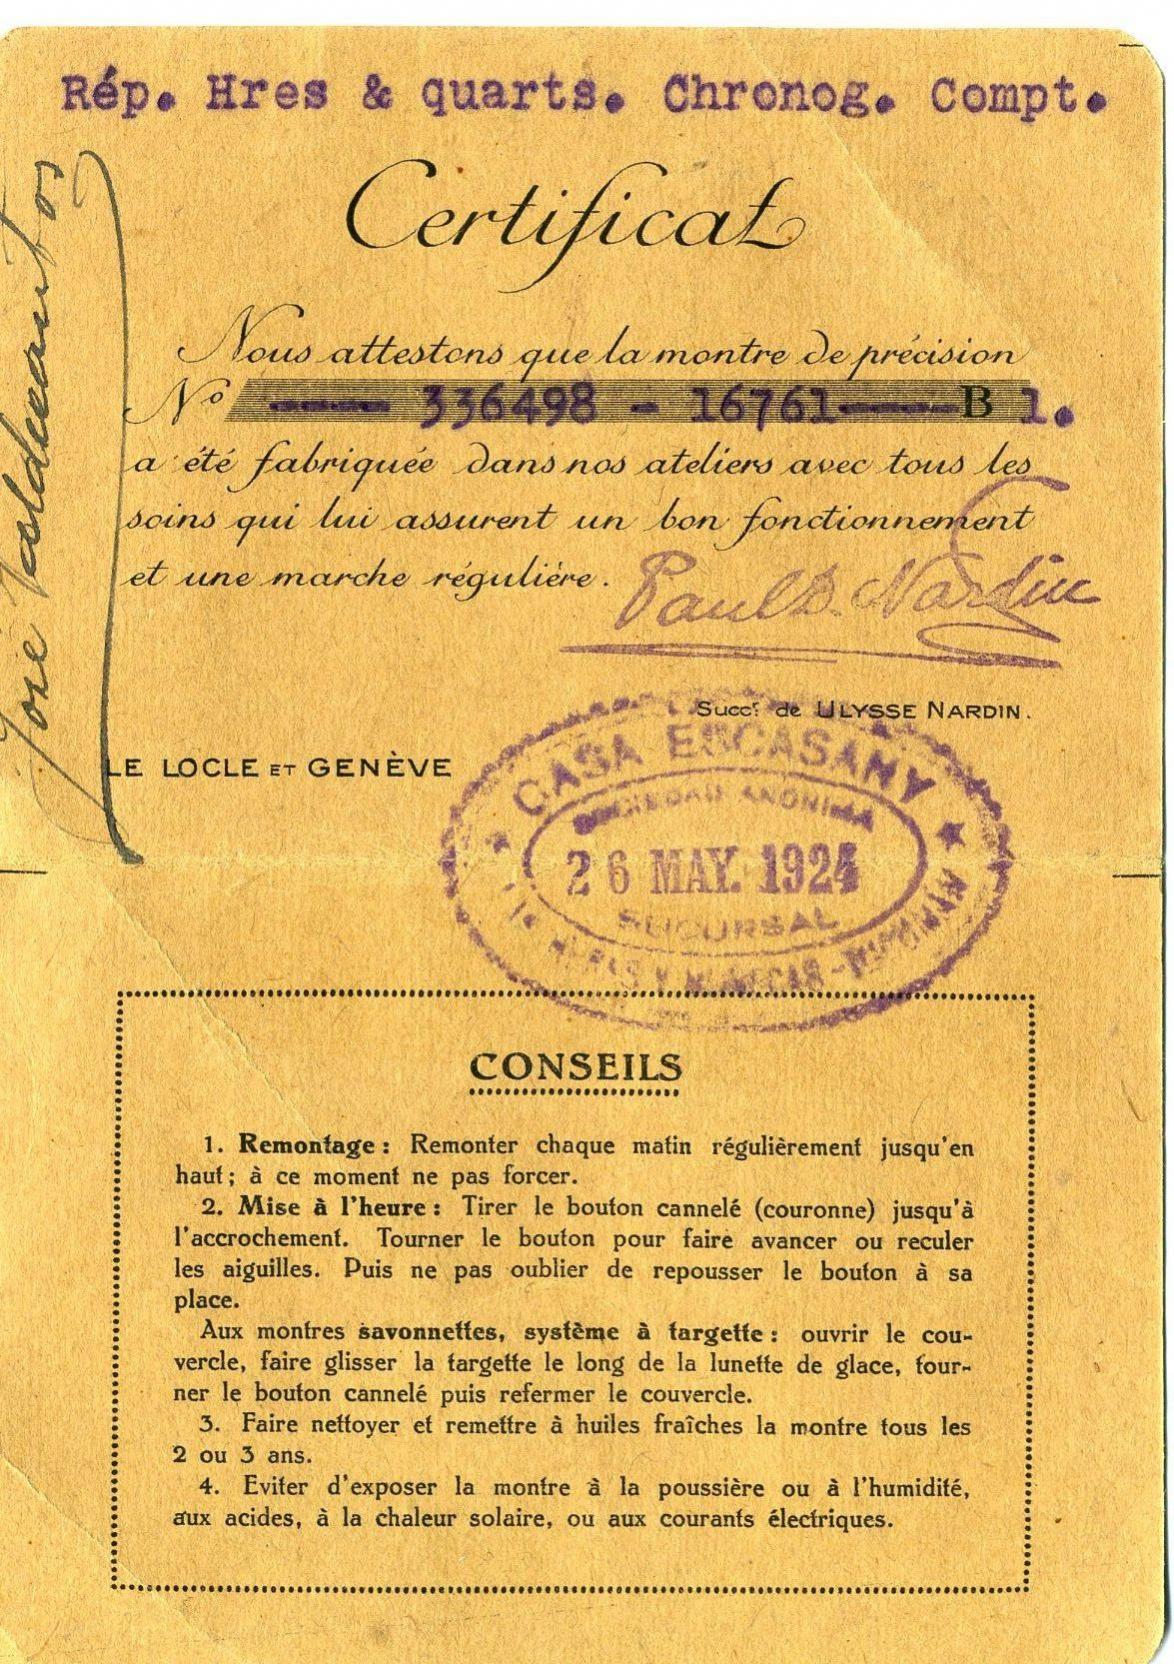 Rép. Hres & quarts. Chronog. Compt.
Certificat
Nous attestons que la montre de précision
No ---- 336498 - 16761---- B 1.
a été fabriquée dans nos ateliers avec tous les
soins qui lui assurent un bon fonctionnement
et une marche régulière.
Paul D. Nardin
Succr. de ULYSSE NARDIN.
LE LOCLE ET GENÈVE
José
CASA ESCASANY
SOCIEDAD ANONIMA
26 MAY. 1924
SUCURSAL
CONSEILS
1. Remontage : Remonter chaque matin régulièrement jusqu'en
haut ; à ce moment ne pas forcer.
2. Mise à l'heure : Tirer le bouton cannelé (couronne) jusqu'à
l'accrochement. Tourner le bouton pour faire avancer ou reculer
les aiguilles. Puis ne pas oublier de repousser le bouton à sa
place.
Aux montres savonnettes, système à targette : ouvrir le cou-
vercle, faire glisser la targette le long de la lunette de glace, tour-
ner le bouton cannelé puis refermer le couvercle.
3. Faire nettoyer et remettre à huiles fraîches la montre tous les
2 ou 3 ans.
4. Eviter d'exposer la montre à la poussière ou à l'humidité,
aux acides, à la chaleur solaire, ou aux courants électriques.